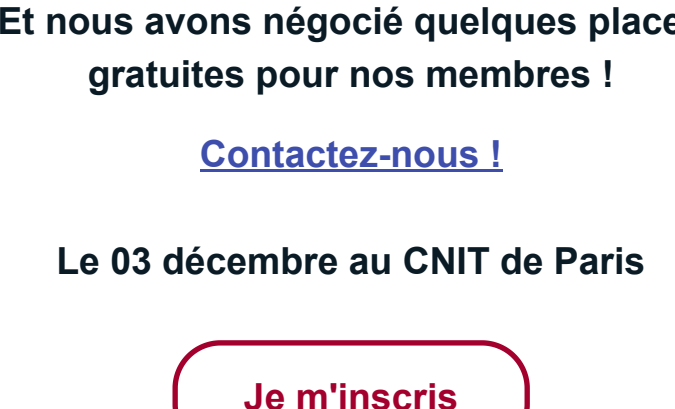 Et nous avons négocié quelques place
gratuites pour nos membres !
Contactez-nous !
Le 03 décembre au CNIT de Paris
Je m'inscris